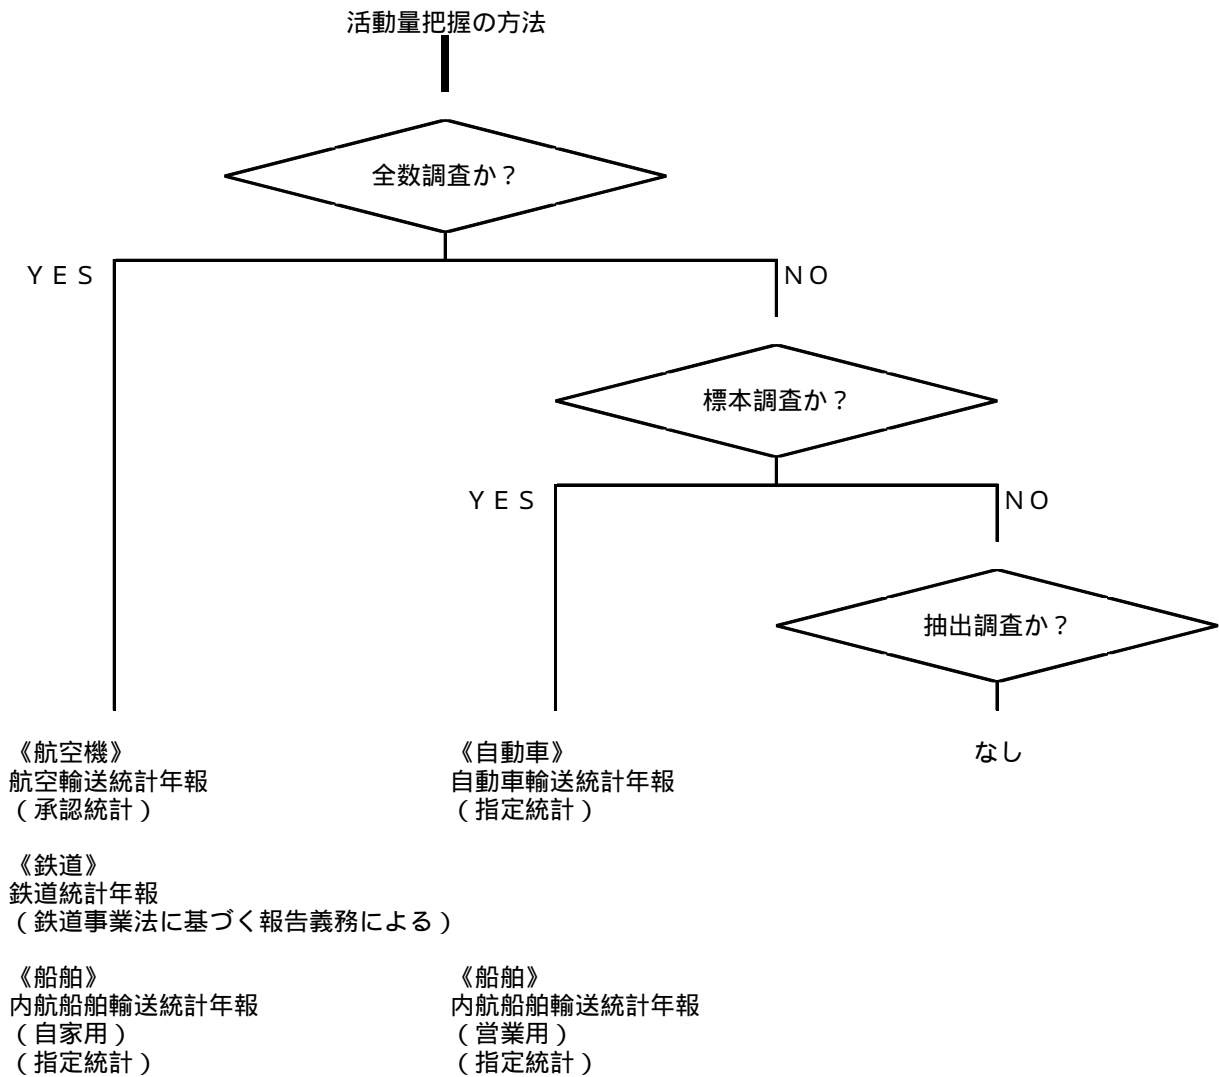 活動量把握の方法
全数調査か？
ＹＥＳ
ＮＯ
標本調査か？
ＹＥＳ
ＮＯ
抽出調査か？
《航空機》
航空輸送統計年報
（承認統計）
《自動車》
自動車輸送統計年報
（指定統計）
なし
《鉄道》
鉄道統計年報
（鉄道事業法に基づく報告義務による）
《船舶》
内航船舶輸送統計年報
（自家用）
（指定統計）
《船舶》
内航船舶輸送統計年報
（営業用）
（指定統計）